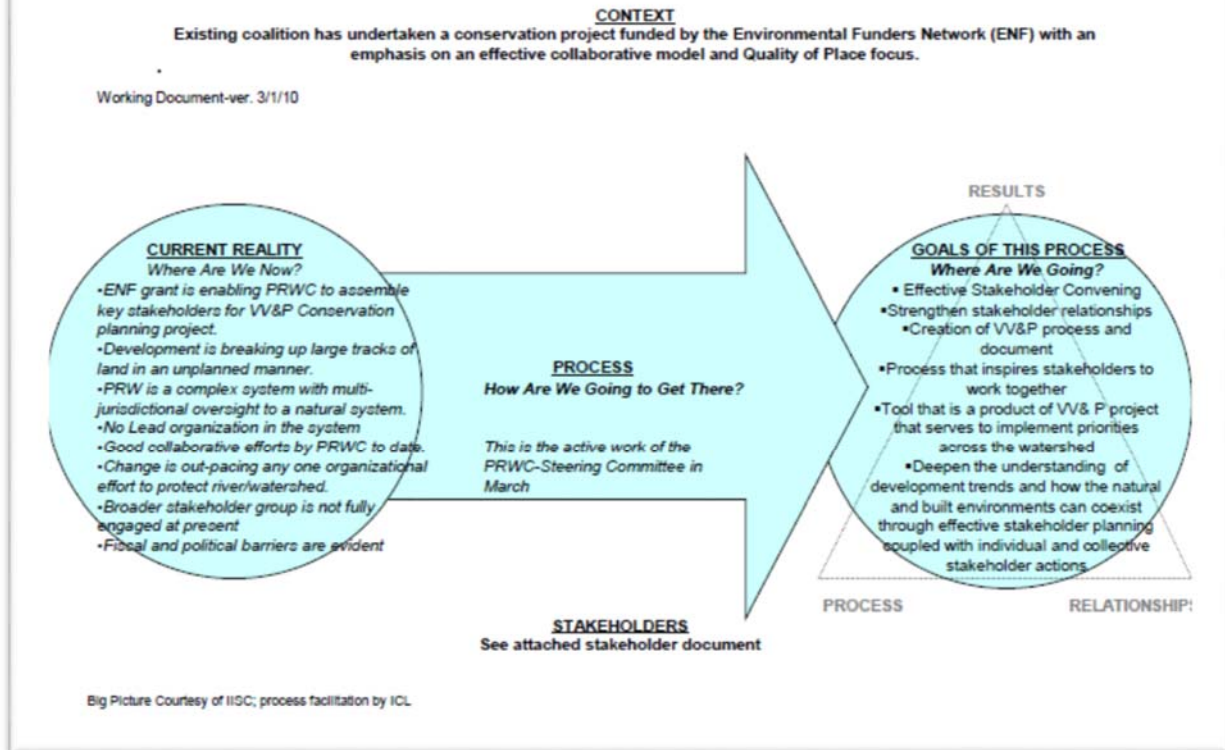 CONTEXT
Existing coalition has undertaken a conservation project funded by the Environmental Funders Network (ENF) with an
emphasis on an effective collaborative model and Quality of Place focus.
.
Working Document-ver. 3/1/10
CURRENT REALITY
Where Are We Now?
•ENF grant is enabling PRWC to assemble
key stakeholders for VV&P Conservation
planning project.
•Development is breaking up large tracks of
land in an unplanned manner.
•PRW is a complex system with multi-
jurisdictional oversight to a natural system.
•No Lead organization in the system
•Good collaborative efforts by PRWC to date.
•Change is out-pacing any one organizational
effort to protect river/watershed.
•Broader stakeholder group is not fully
engaged at present
•Fiscal and political barriers are evident
PROCESS
How Are We Going to Get There?
This is the active work of the
PRWC-Steering Committee in
March
RESULTS
GOALS OF THIS PROCESS
Where Are We Going?
▪ Effective Stakeholder Convening
▪Strengthen stakeholder relationships
▪Creation of VV&P process and
document
▪Process that inspires stakeholders to
work together
▪Tool that is a product of VV& P project
that serves to implement priorities
across the watershed
▪Deepen the understanding of
development trends and how the natural
and built environments can coexist
through effective stakeholder planning
coupled with individual and collective
stakeholder actions
PROCESS
RELATIONSHIP
STAKEHOLDERS
See attached stakeholder document
Big Picture Courtesy of IISC; process facilitation by ICL